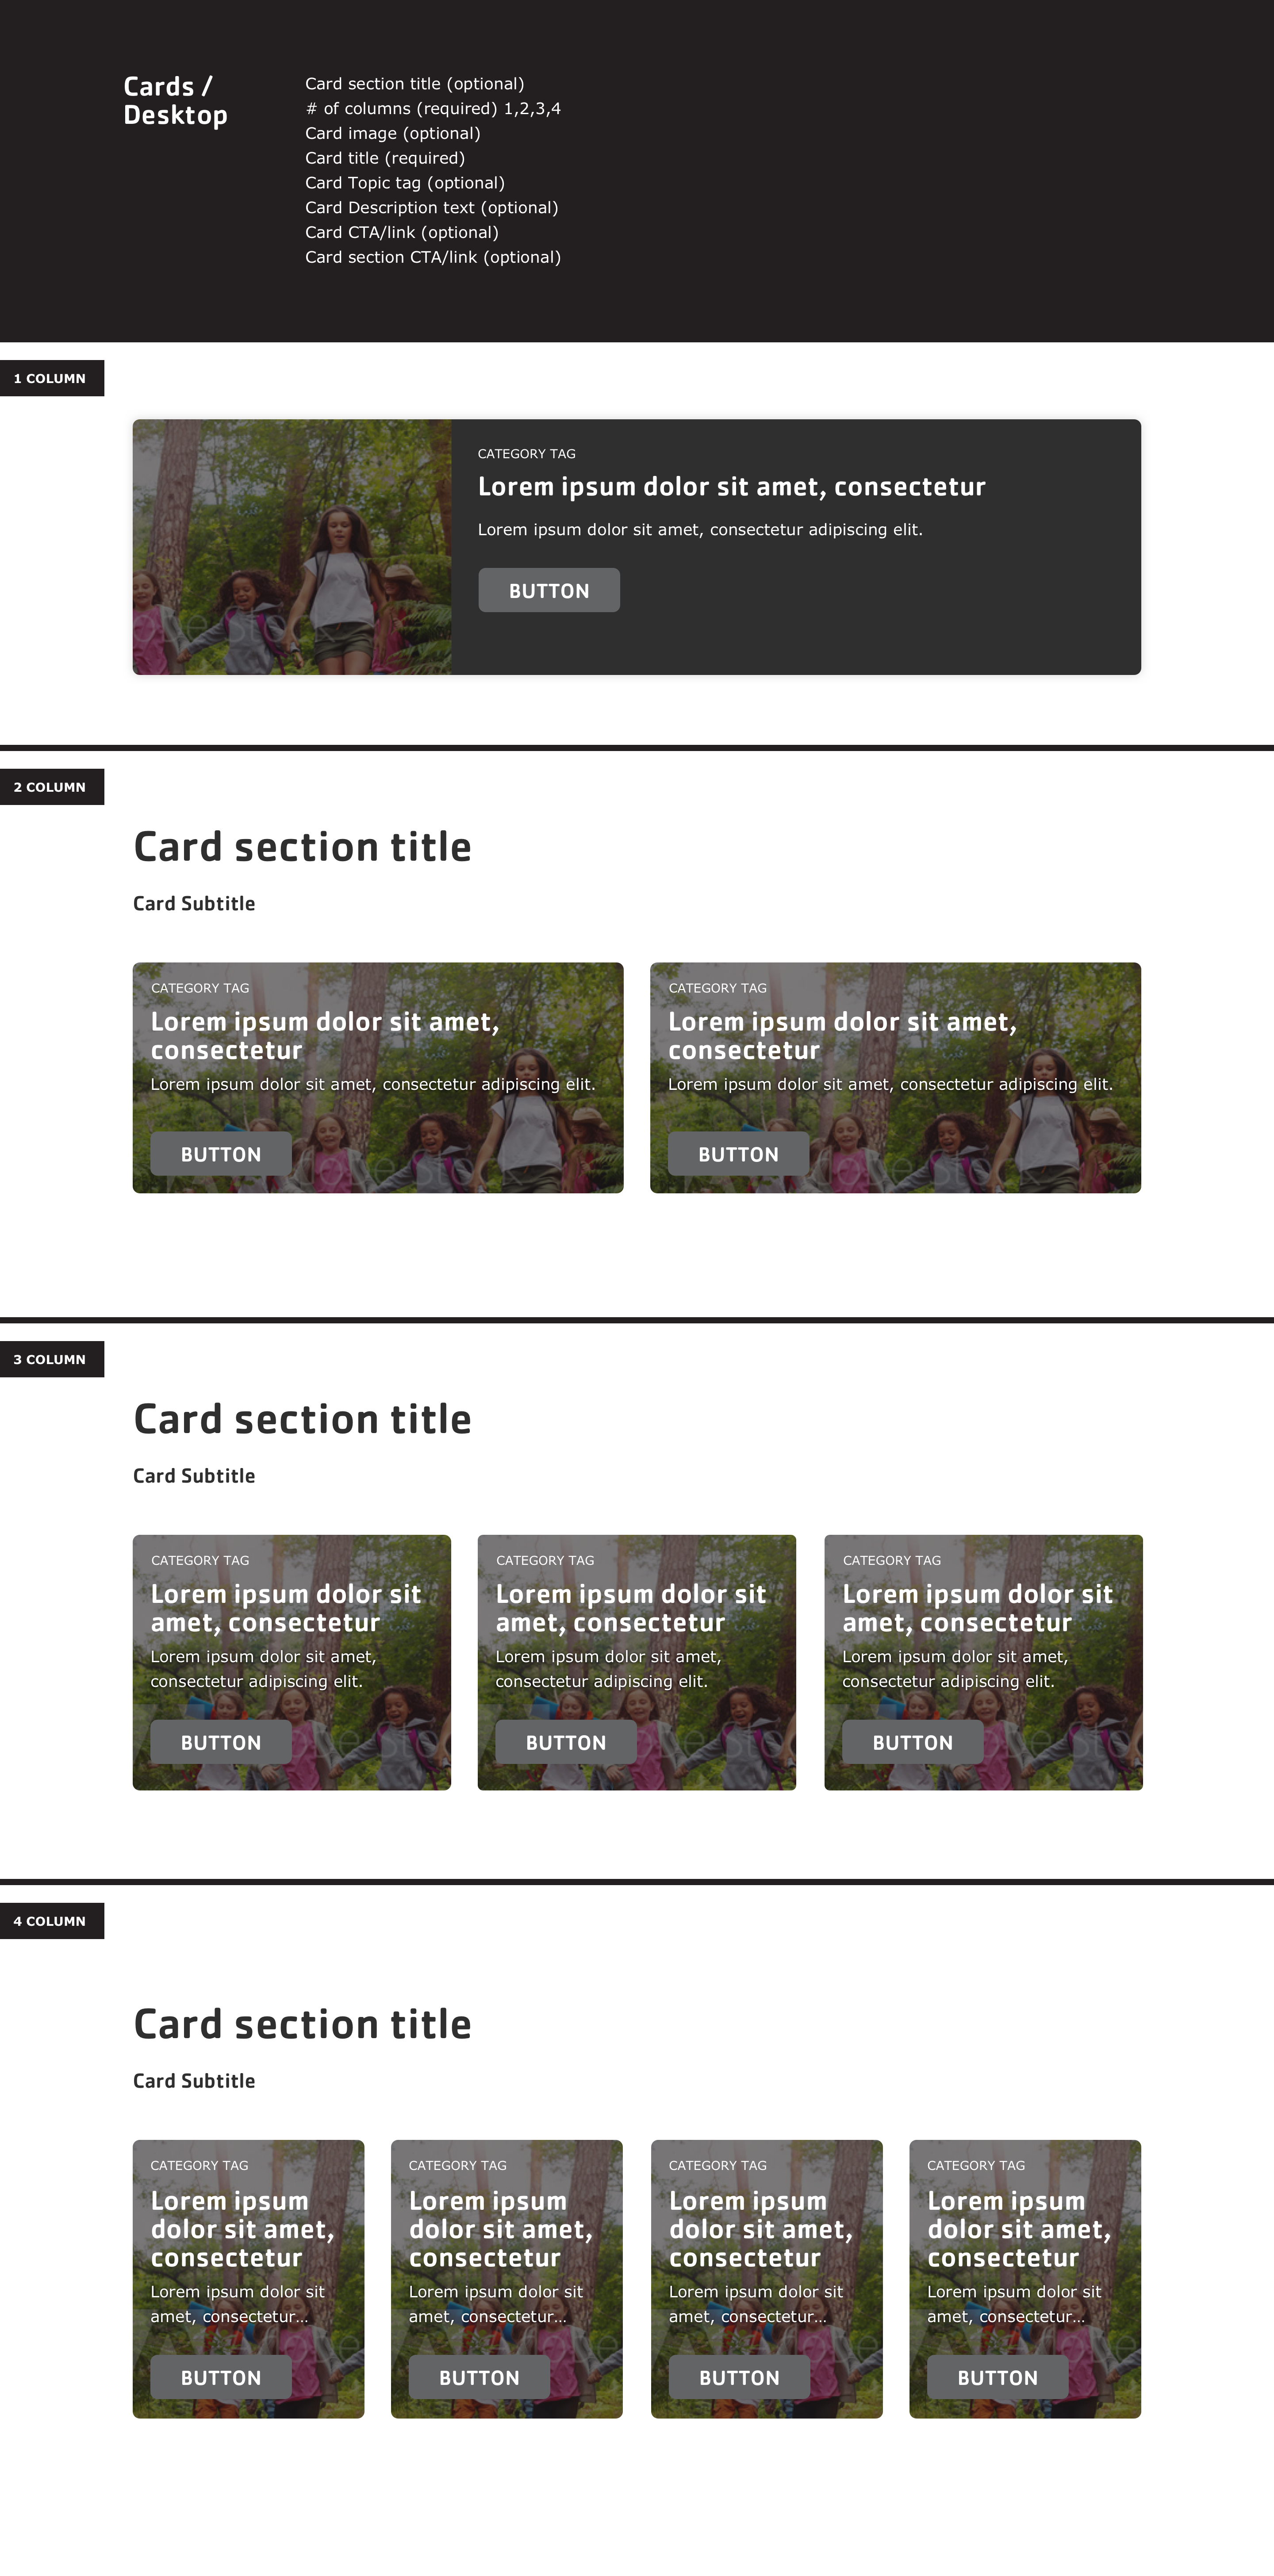 Cards /
Desktop
Card section title (optional)
# of columns (required) 1,2,3,4
Card image (optional)
Card title (required)
Card Topic tag (optional)
Card Description text (optional)
Card CTA/link (optional)
Card section CTA/link (optional)
1 COLUMN
CATEGORY TAG
Lorem ipsum dolor sit amet, consectetur
Lorem ipsum dolor sit amet, consectetur adipiscing elit.
BUTTON
2 COLUMN
Card section title
Card Subtitle
CATEGORY TAG
Lorem ipsum dolor sit amet,
consectetur
Lorem ipsum dolor sit amet, consectetur adipiscing elit.
BUTTON
CATEGORY TAG
Lorem ipsum dolor sit amet,
consectetur
Lorem ipsum dolor sit amet, consectetur adipiscing elit.
BUTTON
3 COLUMN
Card section title
Card Subtitle
CATEGORY TAG
Lorem ipsum dolor sit
amet, consectetur
Lorem ipsum dolor sit amet,
consectetur adipiscing elit.
BUTTON
CATEGORY TAG
Lorem ipsum dolor sit
amet, consectetur
Lorem ipsum dolor sit amet,
consectetur adipiscing elit.
BUTTON
CATEGORY TAG
Lorem ipsum dolor sit
amet, consectetur
Lorem ipsum dolor sit amet,
consectetur adipiscing elit.
BUTTON
4 COLUMN
Card section title
Card Subtitle
CATEGORY TAG
Lorem ipsum
dolor sit amet,
consectetur
Lorem ipsum dolor sit
amet, consectetur...
BUTTON
CATEGORY TAG
Lorem ipsum
dolor sit amet,
consectetur
Lorem ipsum dolor sit
amet, consectetur...
BUTTON
CATEGORY TAG
Lorem ipsum
dolor sit amet,
consectetur
Lorem ipsum dolor sit
amet, consectetur...
BUTTON
CATEGORY TAG
Lorem ipsum
dolor sit amet,
consectetur
Lorem ipsum dolor sit
amet, consectetur...
BUTTON